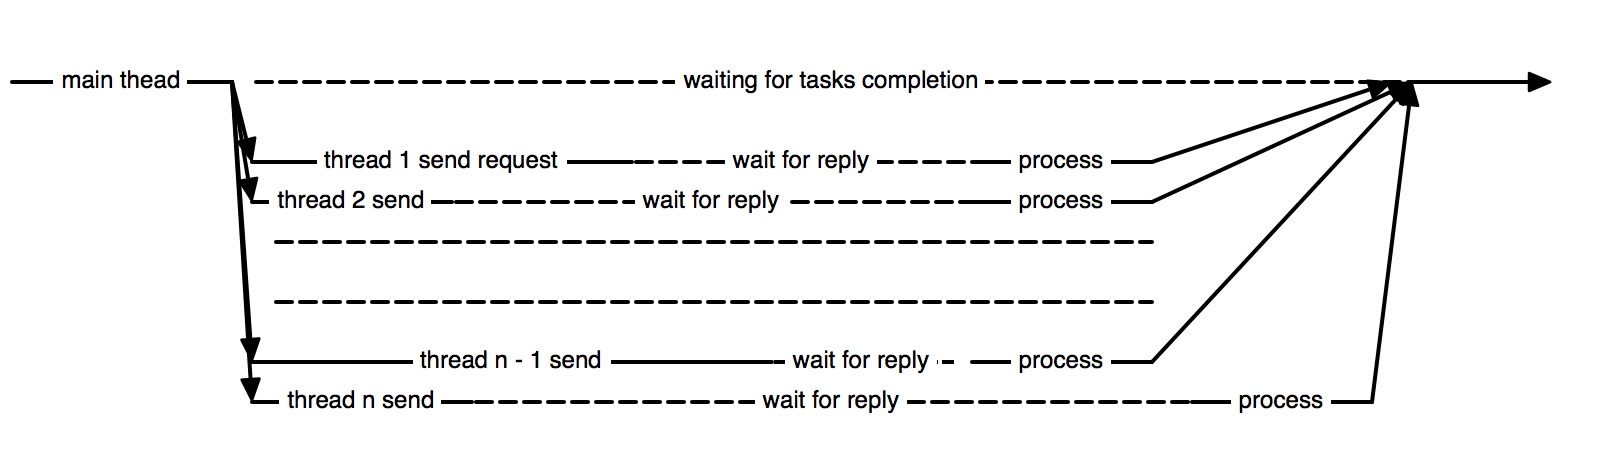 main thead waiting for tasks completion
thread 1 send request wait for reply process
thread 2 send wait for reply process
thread n - 1 send wait for reply process
thread n send wait for reply process